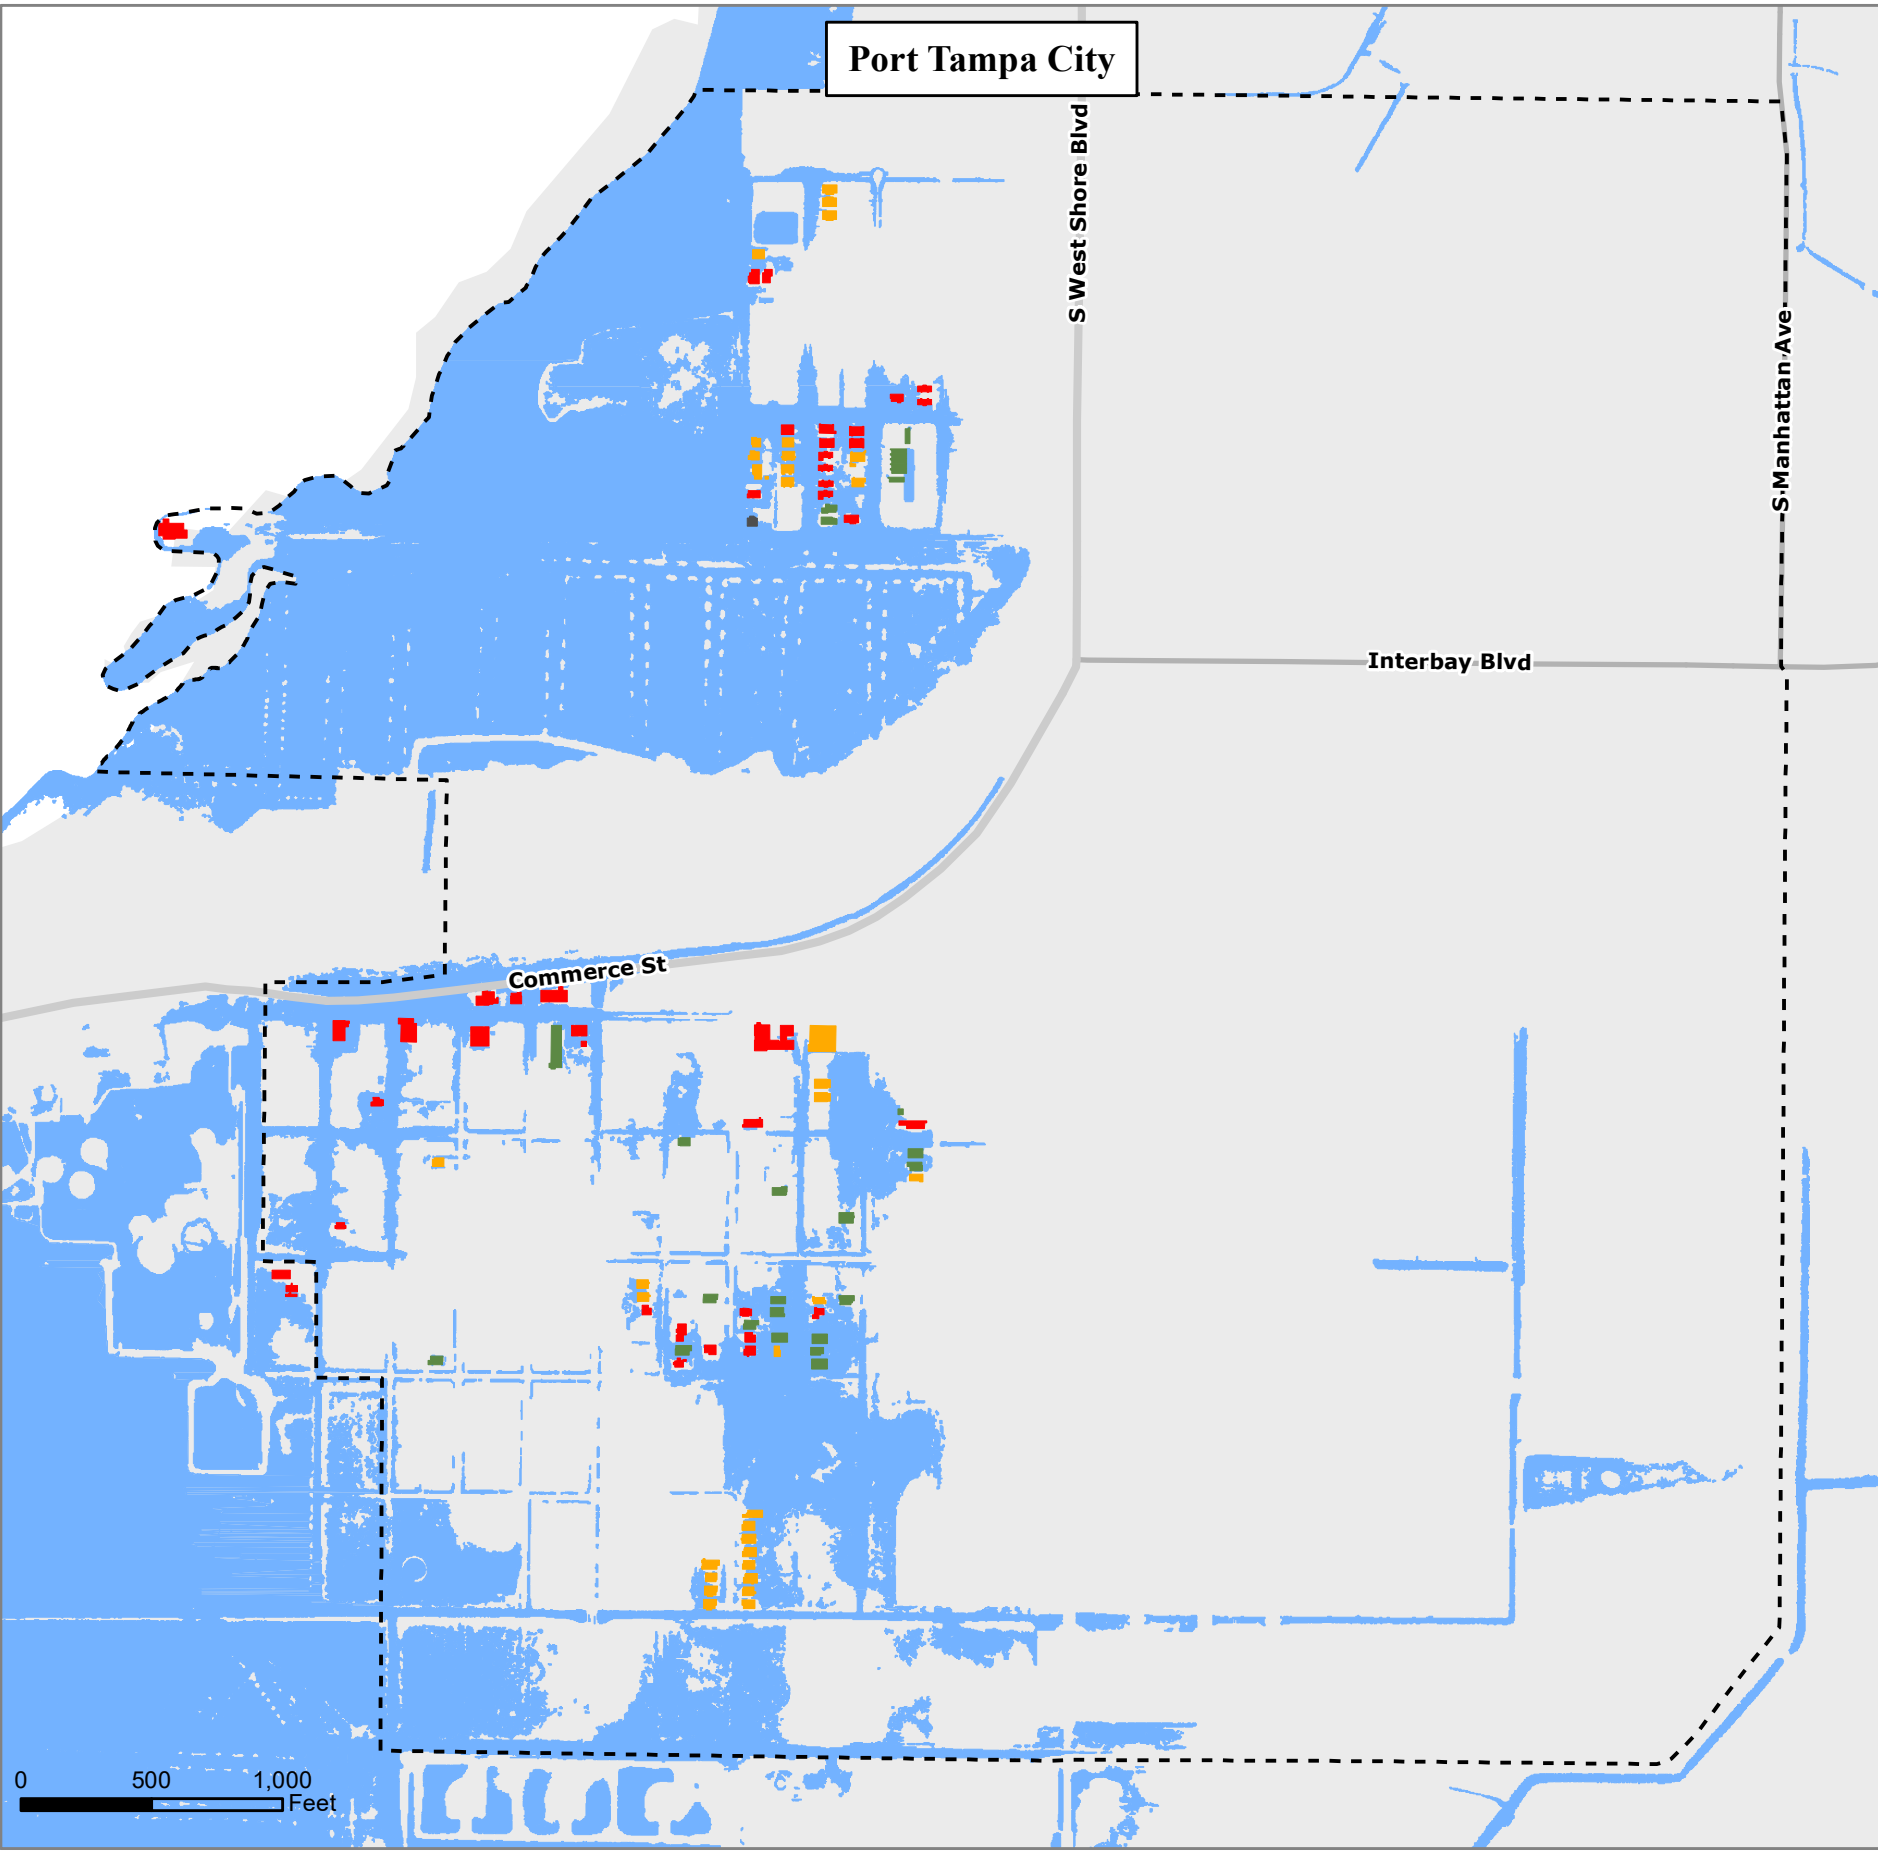 Port Tampa City
S West Shore Blvd
S Manhattan Ave
Interbay Blvd
Commerce St
0 500 1,000
Feet